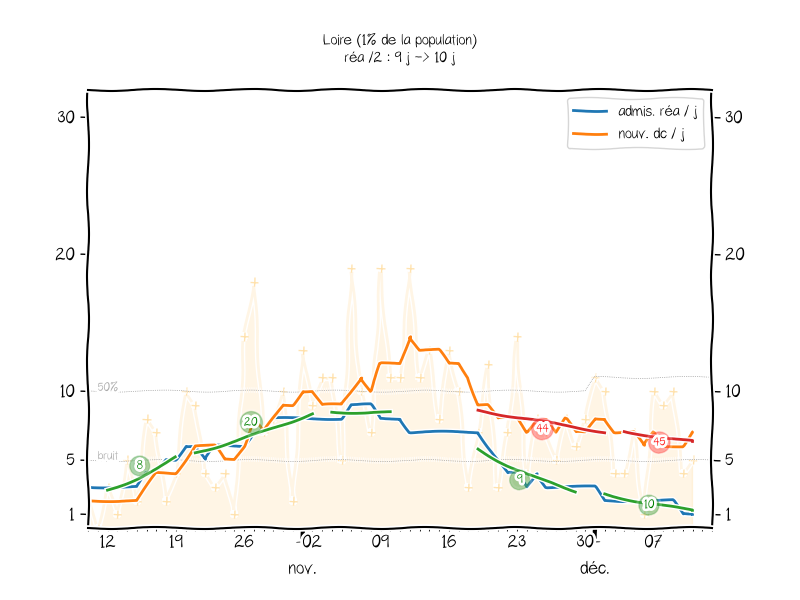 Loire (1% de la population)
réa /2 : 9 j -> 10 j
admis. réa / j
nouv. dc / j
30 30
20 20
10 10
50%
5 5
bruit
1 1
8
20
44
45
9
10
12 19 26 02 09 16 23 30 07
nov. déc.